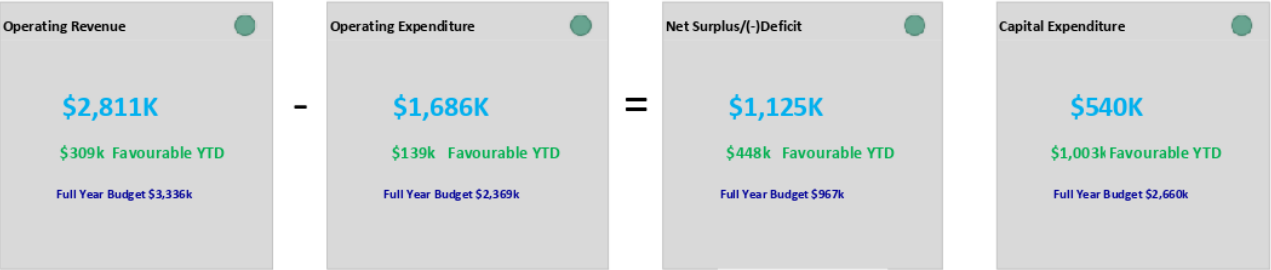 Operating Revenue
$2,811K
$309k Favourable YTD
Full Year Budget $3,336k
-
Operating Expenditure
$1,686K
$139k Favourable YTD
Full Year Budget $2,369k
=
Net Surplus/(-)Deficit
$1,125K
$448k Favourable YTD
Full Year Budget $967k
Capital Expenditure
$540K
$1,003k Favourable YTD
Full Year Budget $2,660k